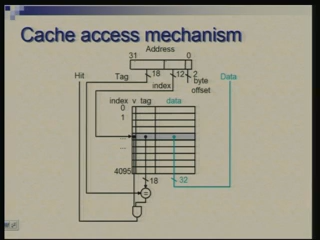 Cache access mechanism
Address
31 0
Hit Tag 18 12 2 Data
index byte
offset
index v tag data
0
1
...
...
4095
18 32
=